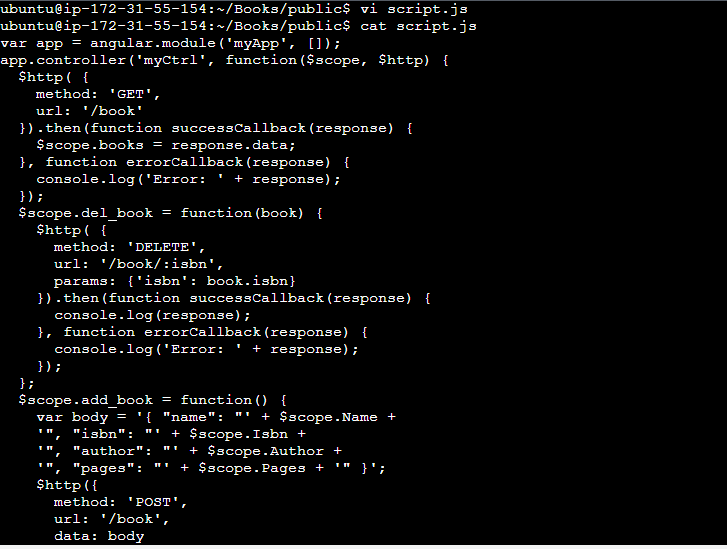 ubuntu@ip-172-31-55-154:~/Books/public$ vi script.js
ubuntu@ip-172-31-55-154:~/Books/public$ cat script.js
var app = angular.module('myApp', []);
app.controller('myCtrl', function($scope, $http) {
  $http( {
    method: 'GET',
    url: '/book'
  }).then(function successCallback(response) {
    $scope.books = response.data;
  }, function errorCallback(response) {
    console.log('Error: ' + response);
  });
  $scope.del_book = function(book) {
    $http( {
      method: 'DELETE',
      url: '/book/:isbn',
      params: {'isbn': book.isbn}
    }).then(function successCallback(response) {
      console.log(response);
    }, function errorCallback(response) {
      console.log('Error: ' + response);
    });
  };
  $scope.add_book = function() {
    var body = '{ "name": "' + $scope.Name +
    '", "isbn": "' + $scope.Isbn +
    '", "author": "' + $scope.Author +
    '", "pages": "' + $scope.Pages + '" }';
    $http({
      method: 'POST',
      url: '/book',
      data: body